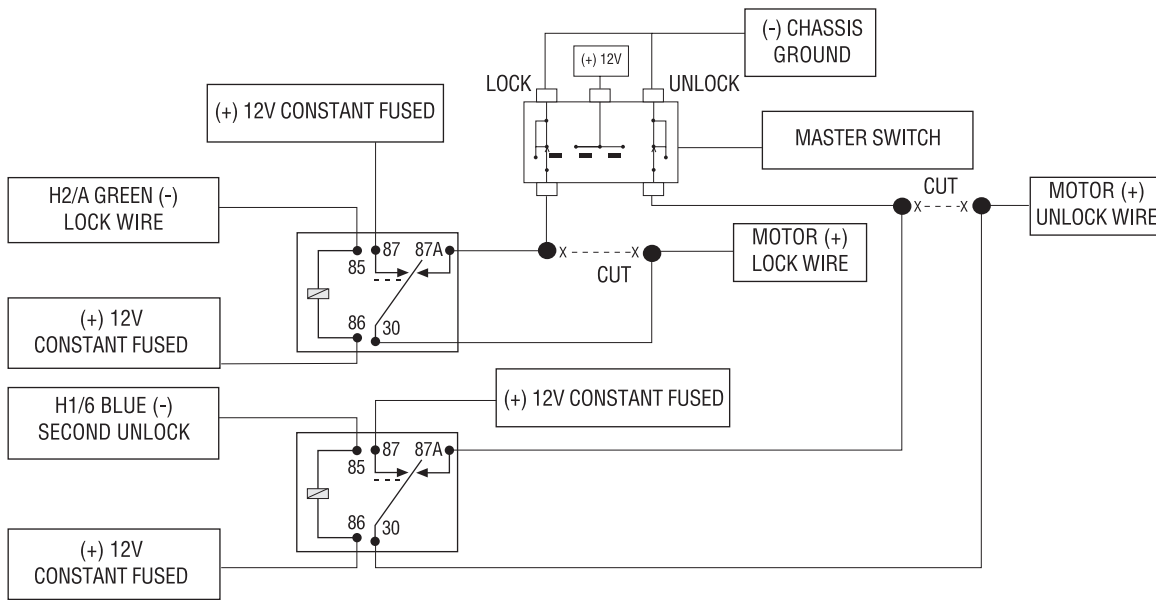 (-) CHASSIS
GROUND
(+) 12V
LOCK
UNLOCK
(+) 12V CONSTANT FUSED
MASTER SWITCH
H2/A GREEN (-)
LOCK WIRE
CUT
MOTOR (+)
UNLOCK WIRE
87
87A
85
MOTOR (+)
LOCK WIRE
CUT
86
30
(+) 12V
CONSTANT FUSED
(+) 12V CONSTANT FUSED
H1/6 BLUE (-)
SECOND UNLOCK
87
87A
85
86
30
(+) 12V
CONSTANT FUSED